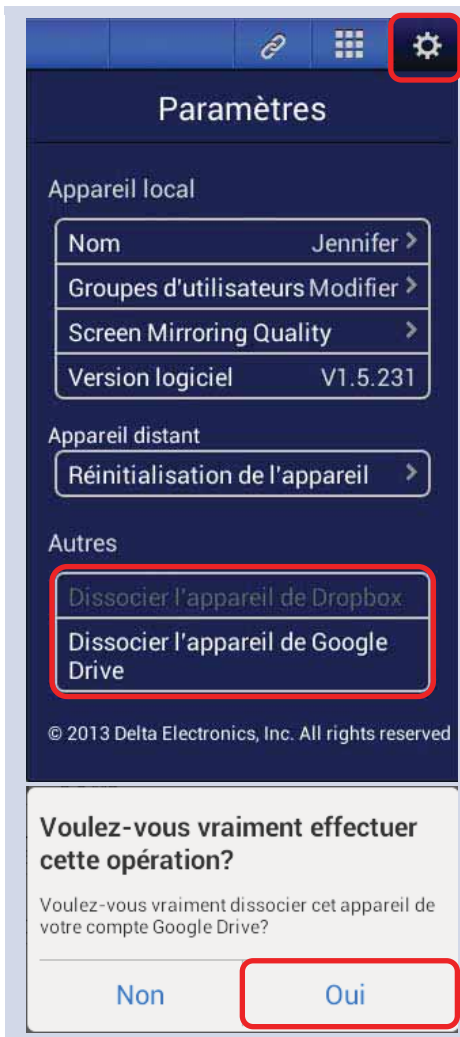 Paramètres
Appareil local
Nom Jennifer >
Groupes d'utilisateurs Modifier >
Screen Mirroring Quality >
Version logiciel V1.5.231
Appareil distant
Réinitialisation de l'appareil >
Autres
Dissocier l'appareil de Dropbox
Dissocier l'appareil de Google
Drive
© 2013 Delta Electronics, Inc. All rights reserved
Voulez-vous vraiment effectuer
cette opération?
Voulez-vous vraiment dissocier cet appareil de
votre compte Google Drive?
Non Oui